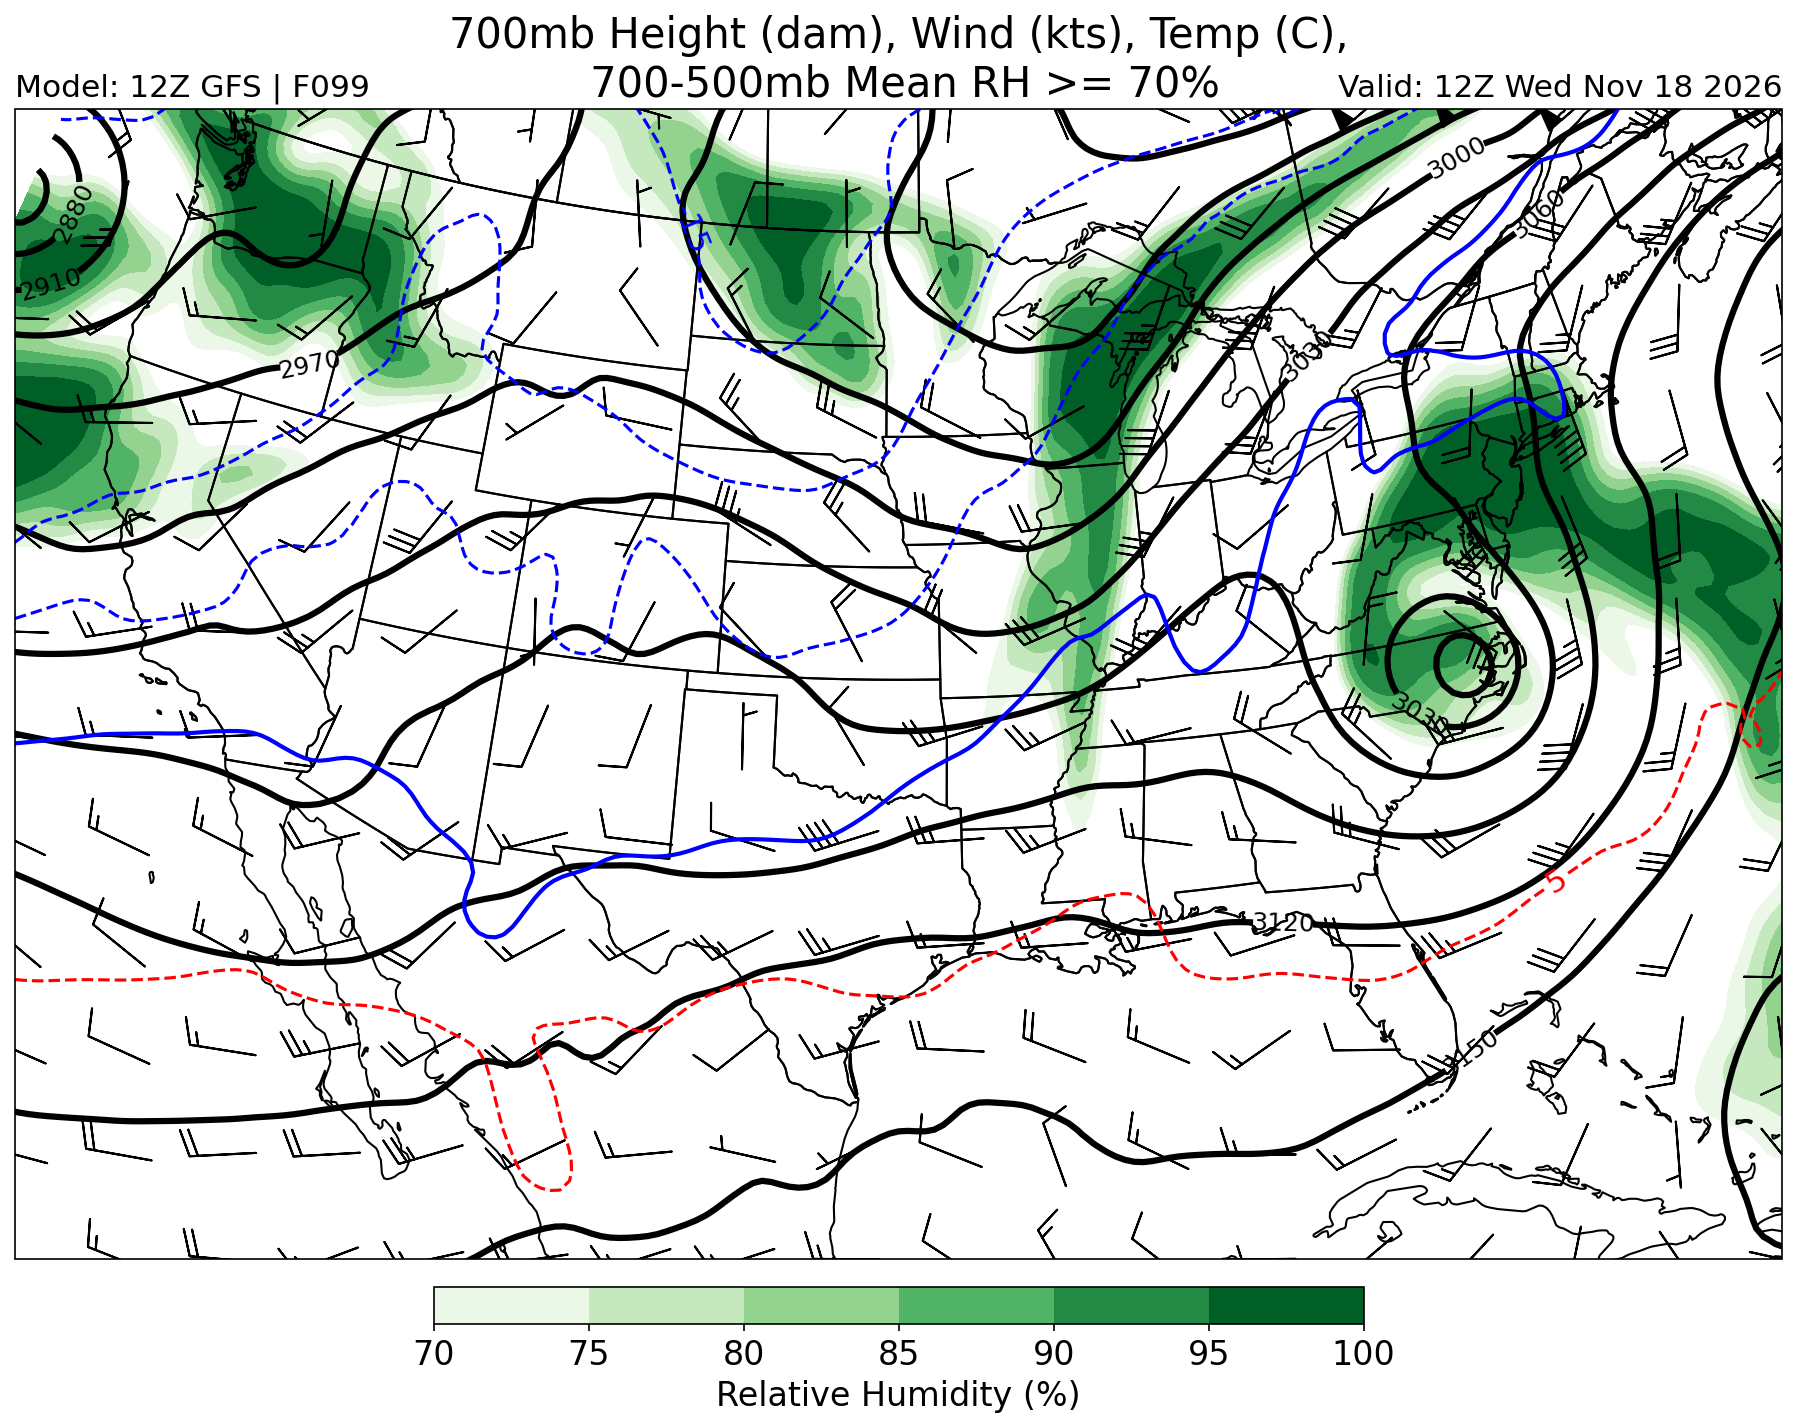 700mb Height (dam), Wind (kts), Temp (C),
700-500mb Mean RH >= 70%
Model: 12Z GFS | F099
Valid: 12Z Wed Nov 18 2026
3000
2880
3060
-5
2910
3030
2970
3030
5
3120
3150
70 75 80 85 90 95 100
Relative Humidity (%)